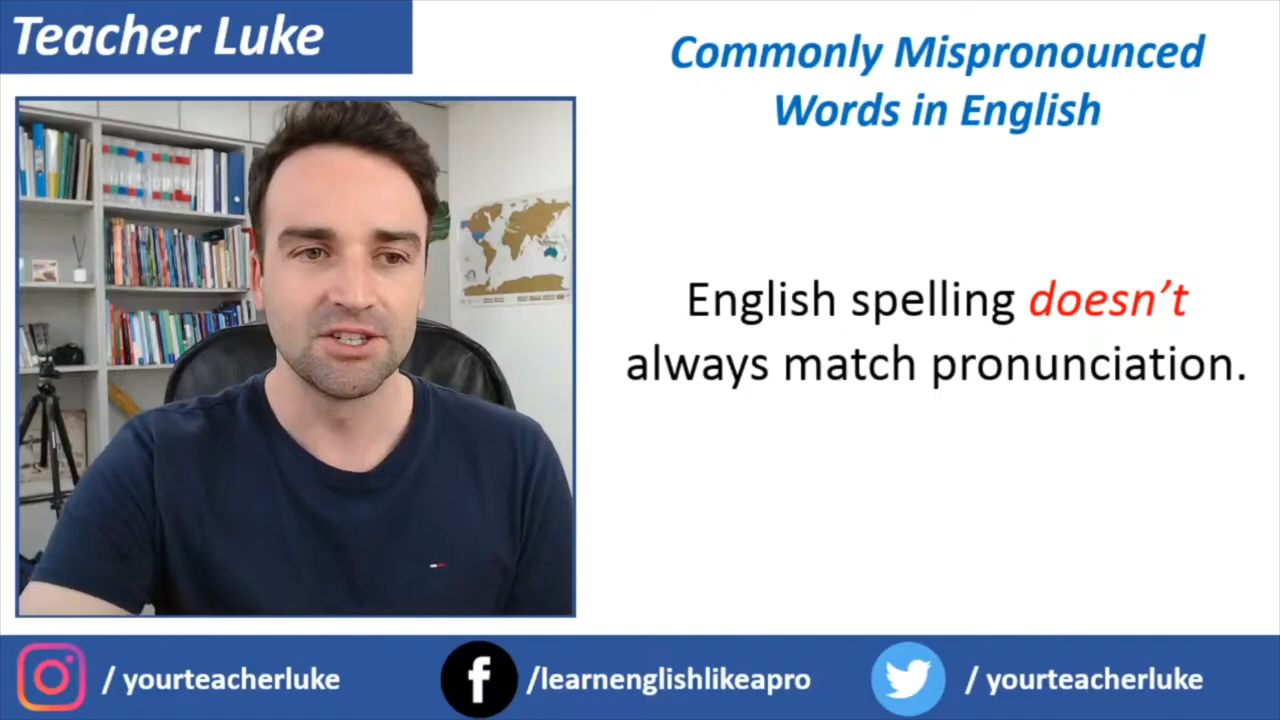 Teacher Luke
Commonly Mispronounced
Words in English
English spelling doesn't
always match pronunciation.
/ yourteacherluke
/learnenglishlikeapro
/ yourteacherluke